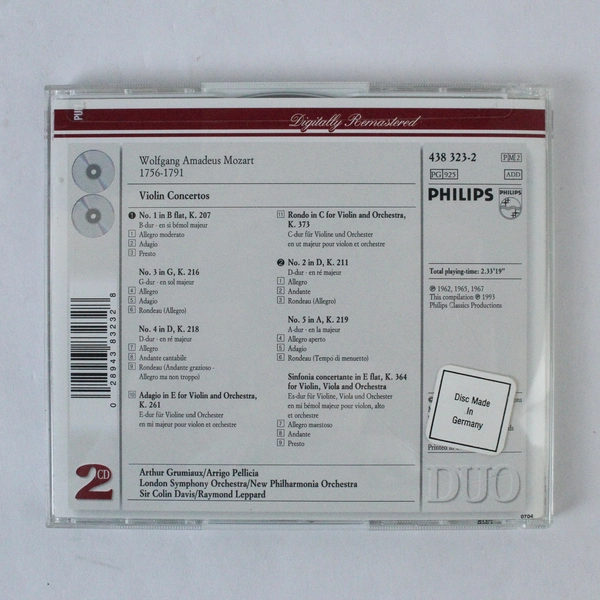 PULL
Digitally Remastered
Wolfgang Amadeus Mozart
1756-1791
Violin Concertos
1 No. 1 in B flat, K. 207
B-dur · en si bémol majeur
1 Allegro moderato
2 Adagio
3 Presto
No. 3 in G, K. 216
G-dur · en sol majeur
4 Allegro
5 Adagio
6 Rondeau (Allegro)
No. 4 in D, K. 218
D-dur · en ré majeur
7 Allegro
8 Andante cantabile
9 Rondeau (Andante grazioso -
Allegro ma non troppo)
10 Adagio in E for Violin and Orchestra,
K. 261
E-dur für Violine und Orchester
en mi majeur pour violon et orchestre
11 Rondo in C for Violin and Orchestra,
K. 373
C-dur für Violine und Orchester
en ut majeur pour violon et orchestre
2 No. 2 in D, K. 211
D-dur · en ré majeur
1 Allegro
2 Andante
3 Rondeau (Allegro)
No. 5 in A, K. 219
A-dur · en la majeur
4 Allegro aperto
5 Adagio
6 Rondeau (Tempo di menuetto)
Sinfonia concertante in E flat, K. 364
for Violin, Viola and Orchestra
Es-dur für Violine, Viola und Orchester
en mi bémol majeur pour violon, alto
et orchestre
7 Allegro maestoso
8 Andante
9 Presto
Arthur Grumiaux/Arrigo Pellicia
London Symphony Orchestra/New Philharmonia Orchestra
Sir Colin Davis/Raymond Leppard
438 323-2 PM 2
PG 925 ADD
PHILIPS PHILIPS
Total playing-time: 2.33'19"
℗ 1962, 1965, 1967
This compilation ℗ 1993
Philips Classics Productions
Disc Made
In
Germany
Printed in
DUO
2 CD
0 28943 83232 8
0704